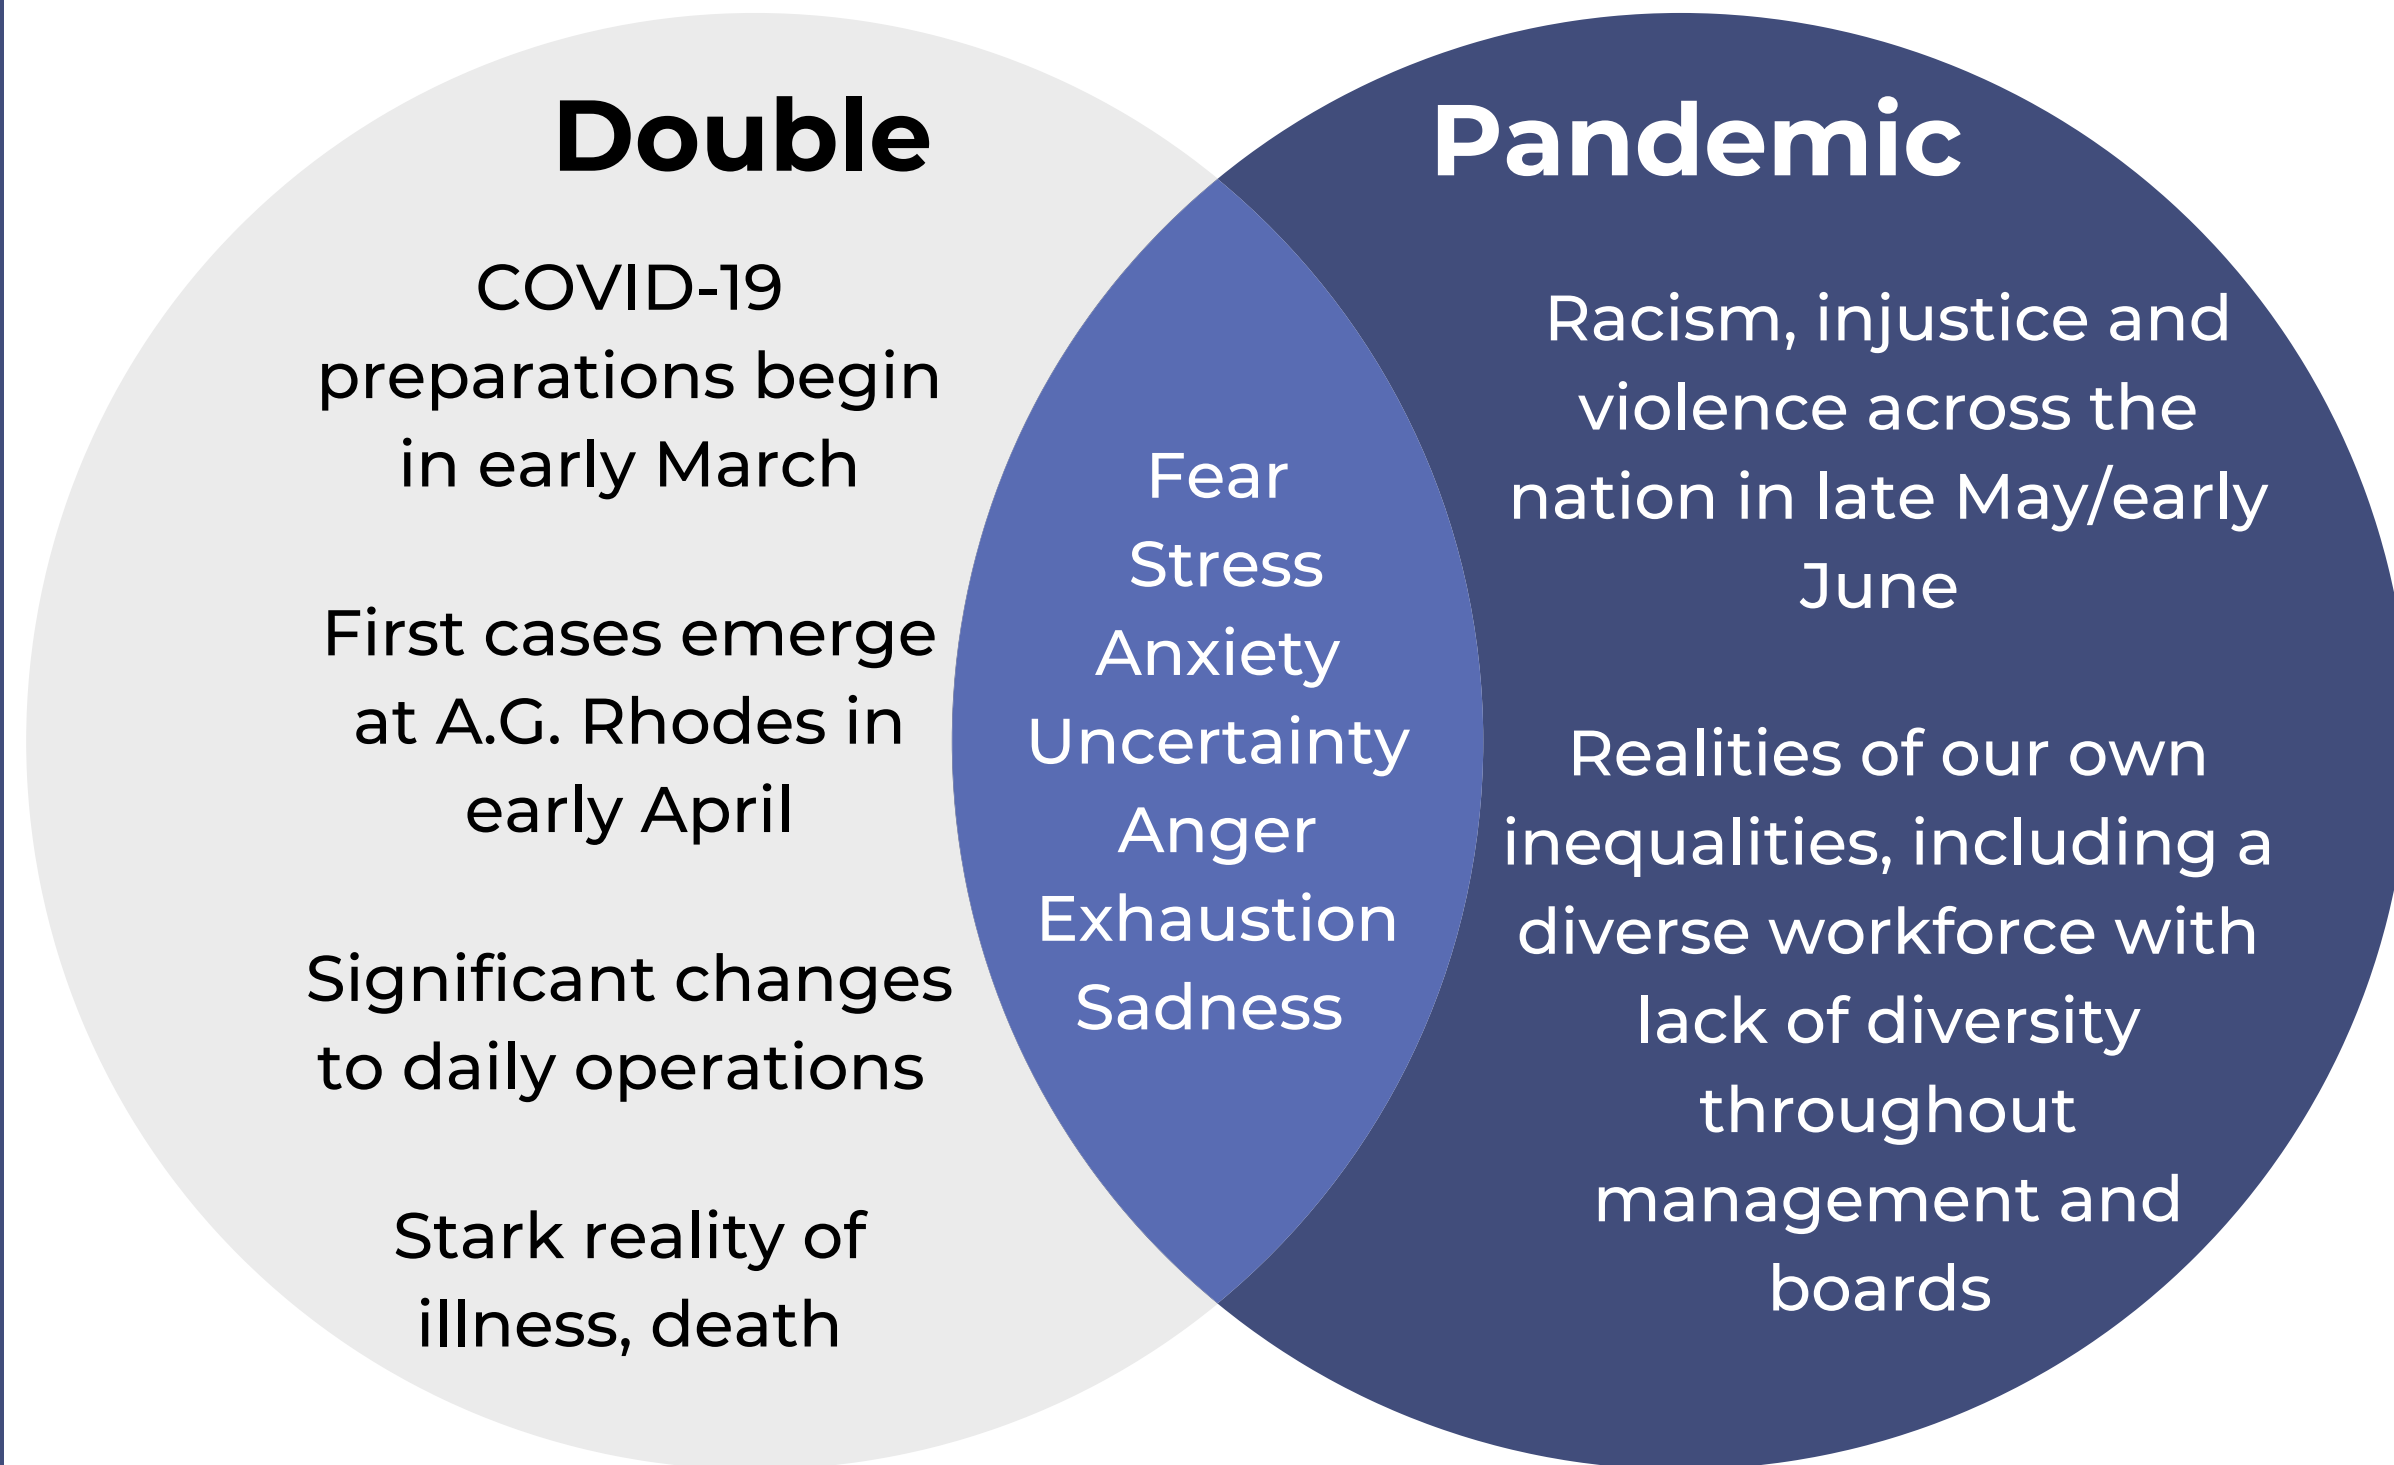 Double
COVID-19
preparations begin
in early March
First cases emerge
at A.G. Rhodes in
early April
Significant changes
to daily operations
Stark reality of
illness, death
Fear
Stress
Anxiety
Uncertainty
Anger
Exhaustion
Sadness
Pandemic
Racism, injustice and
violence across the
nation in late May/early
June
Realities of our own
inequalities, including a
diverse workforce with
lack of diversity
throughout
management and
boards